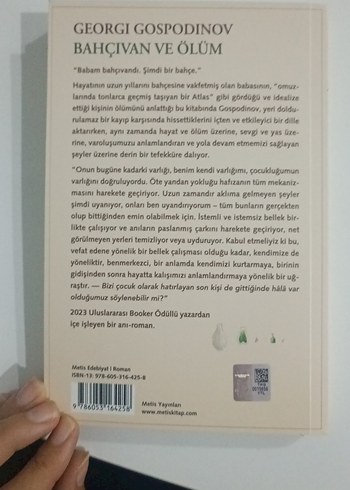 GEORGI GOSPODINOV
BAHÇIVAN VE ÖLÜM
"Babam bahçıvandı. Şimdi bir bahçe."
Hayatının uzun yıllarını bahçesine vakfetmiş olan babasının, "omuz-
larında tonlarca geçmiş taşıyan bir Atlas" gibi gördüğü ve idealize
ettiği kişinin ölümünü anlattığı bu kitabında Gospodinov, yeri doldu-
rulamaz bir kayıp karşısında hissettiklerini içten ve etkileyici bir dille
aktarırken, aynı zamanda hayat ve ölüm üzerine, sevgi ve yas üze-
rine, varoluşumuzu anlamlandıran ve yola devam etmemizi sağlayan
şeyler üzerine derin bir tefekküre dalıyor.
"Onun bugüne kadarki varlığı, benim kendi varlığımı, çocukluğumun
varlığını doğruluyordu. Öte yandan yokluğu hafızanın tüm mekaniz-
masını harekete geçiriyor. Uzun zamandır aklıma gelmeyen şeyler
şimdi uyanıyor, onları ben uyandırıyorum – tüm bunların gerçekten
olup bittiğinden emin olabilmek için. İstemli ve istemsiz bellek bir-
likte çalışıyor ve anıların paslanmış çarkını harekete geçiriyor, net
görülmeyen yerleri temizliyor veya uyduruyor. Kabul etmeliyiz ki bu,
vefat edene yönelik bir bellek çalışması olduğu kadar, kendimize de
yöneliktir, benmerkezci, bir anlamda kendimizi kurtarmaya, birinin
gidişinden sonra hayatta kalışımızı anlamlandırmaya yönelik bir uğ-
raştır. — Bizi çocuk olarak hatırlayan son kişi de gittiğinde hâlâ var
olduğumuz söylenebilir mi?"
2023 Uluslararası Booker Ödüllü yazardan
içe işleyen bir anı-roman.
Metis Edebiyat | Roman
ISBN-13: 978-605-316-425-8
9 786053 164258
Metis Yayınları
www.metiskitap.com